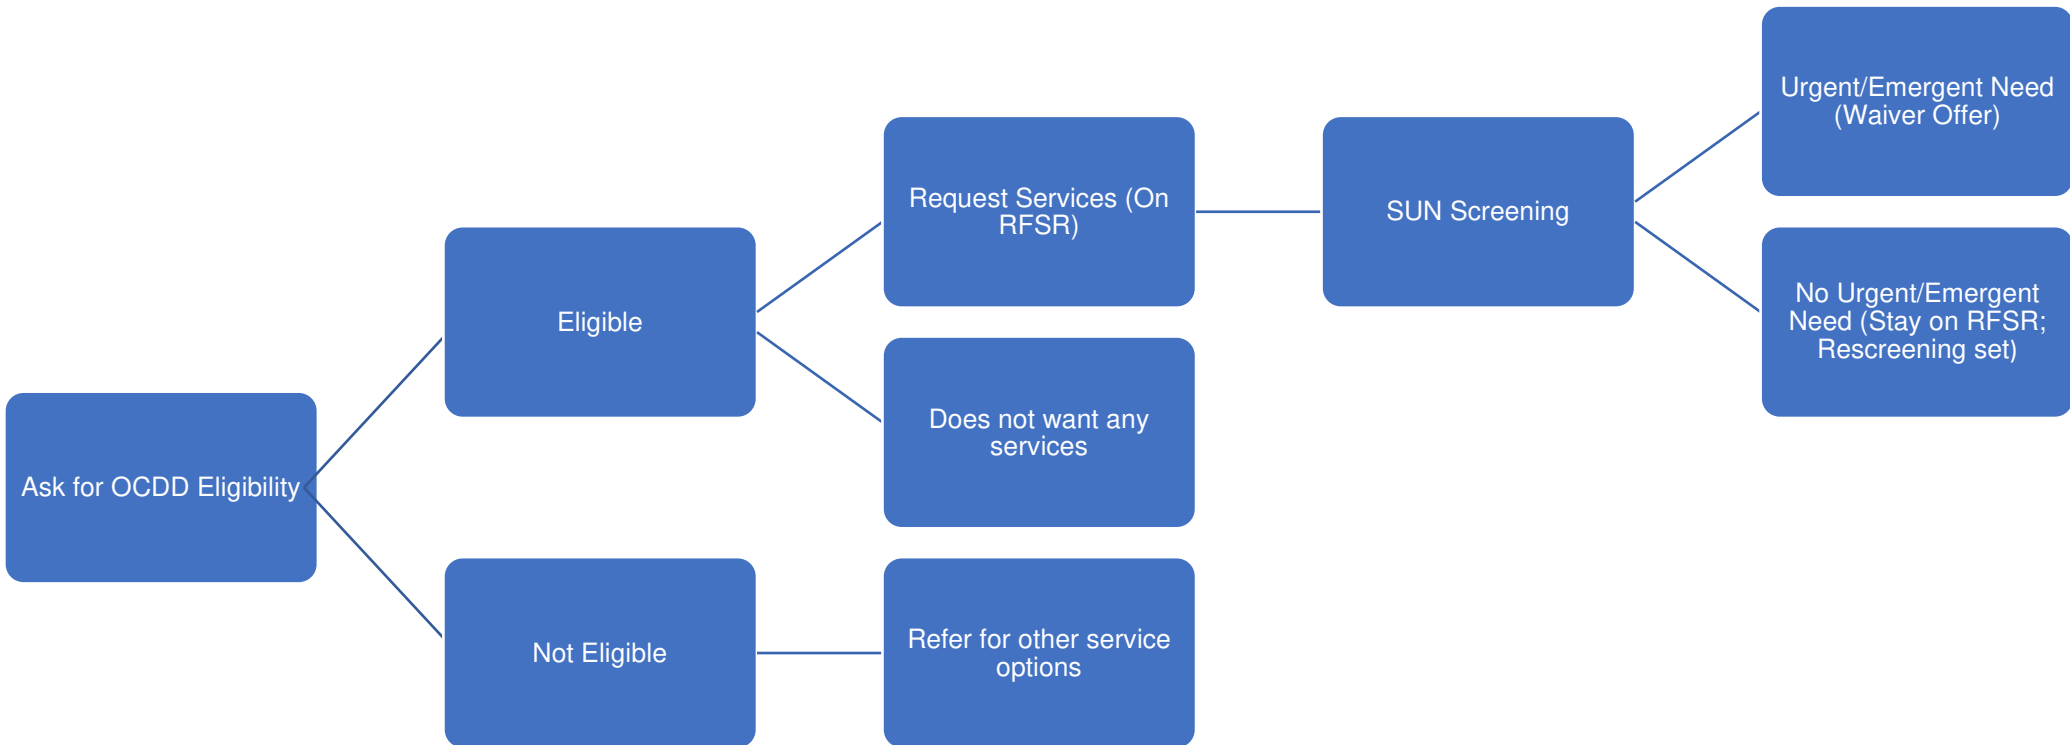 Ask for OCDD Eligibility
Eligible
Not Eligible
Request Services (On
RFSR)
Does not want any
services
Refer for other service
options
SUN Screening
Urgent/Emergent Need
(Waiver Offer)
No Urgent/Emergent
Need (Stay on RFSR;
Rescreening set)